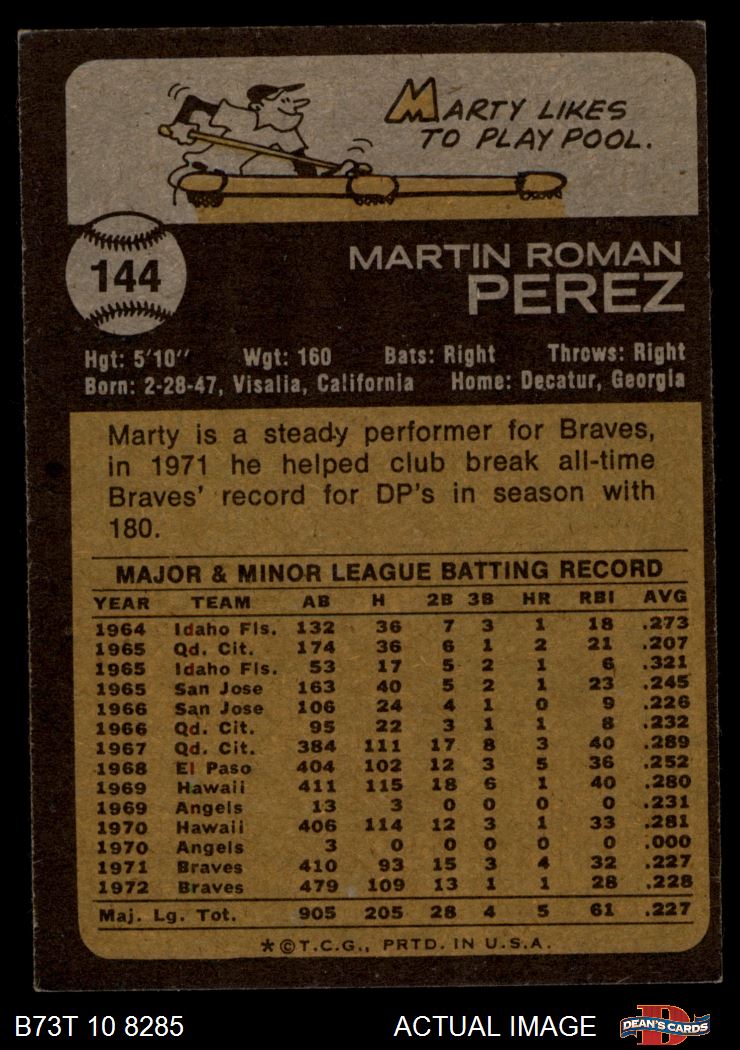 MARTY LIKES
TO PLAY POOL.
144
MARTIN ROMAN
PEREZ
Hgt: 5'10" Wgt: 160 Bats: Right Throws: Right
Born: 2-28-47, Visalia, California Home: Decatur, Georgia
Marty is a steady performer for Braves,
in 1971 he helped club break all-time
Braves' record for DP's in season with
180.
MAJOR & MINOR LEAGUE BATTING RECORD
YEAR TEAM AB H 2B 3B HR RBI AVG
1964 Idaho Fls. 132 36 7 3 1 18 .273
1965 Qd. Cit. 174 36 6 1 2 21 .207
1965 Idaho Fls. 53 17 5 2 1 6 .321
1965 San Jose 163 40 5 2 1 23 .245
1966 San Jose 106 24 4 1 0 9 .226
1966 Qd. Cit. 95 22 3 1 1 8 .232
1967 Qd. Cit. 384 111 17 8 3 40 .289
1968 El Paso 404 102 12 3 5 36 .252
1969 Hawaii 411 115 18 6 1 40 .280
1969 Angels 13 3 0 0 0 0 .231
1970 Hawaii 406 114 12 3 1 33 .281
1970 Angels 3 0 0 0 0 0 .000
1971 Braves 410 93 15 3 4 32 .227
1972 Braves 479 109 13 1 1 28 .228
Maj. Lg. Tot. 905 205 28 4 5 61 .227
*©T.C.G., PRTD. IN U.S.A.
B73T 10 8285 ACTUAL IMAGE D DEAN'S CARDS